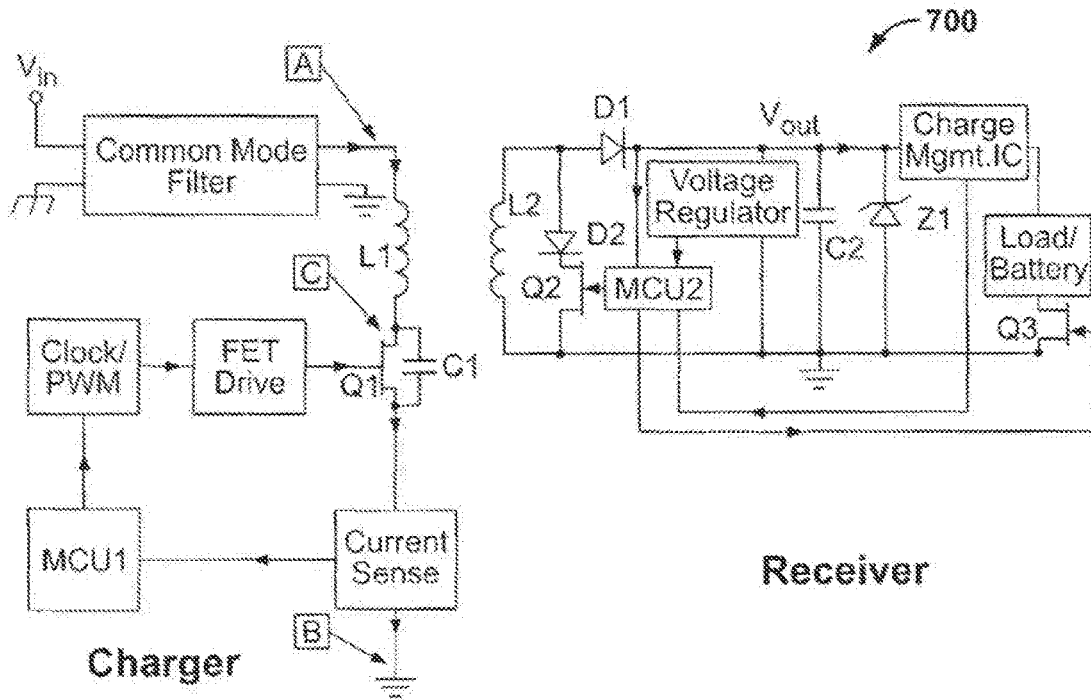 700
V_in
A
Common Mode
Filter
L1
C
Clock/
PWM
FET
Drive
Q1
C1
MCU1
Current
Sense
B
Charger
D1
V_out
Charge
Mgmt.IC
L2
Voltage
Regulator
D2
C2
Z1
Load/
Battery
Q2
MCU2
Q3
Receiver